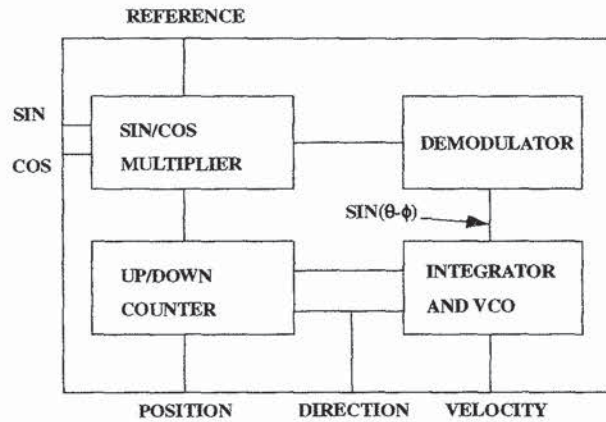 REFERENCE
SIN
COS
SIN/COS
MULTIPLIER
DEMODULATOR
SIN(θ-ϕ)
UP/DOWN
COUNTER
INTEGRATOR
AND VCO
POSITION
DIRECTION
VELOCITY